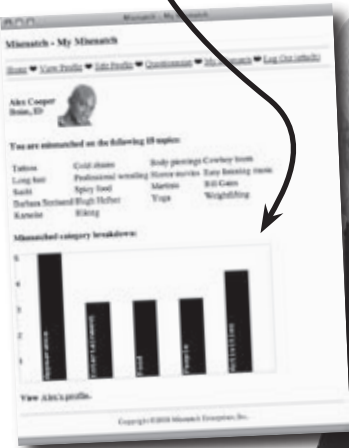 Mismatch - My Mismatch
Mismatch - My Mismatch
Home ❤ View Profile ❤ Edit Profile ❤ Questionnaire ❤ My Mismatch ❤ Log Out
Alex Cooper
Boise, ID
You are mismatched on the following topics:
Tattoos Gold chains Body piercings Cowboy boots
Long hair Professional wrestling Horror movies Easy listening music
Sushi Spicy food Martinis Bill Gates
Barbara Streisand Hugh Hefner Yoga Weightlifting
Karaoke Hiking
Mismatched category breakdown:
5
4
3
2
1
Appearance
Entertainment
Food
People
Activities
View Alex's profile.
Copyright ©2008 Mismatch Enterprises, Inc.